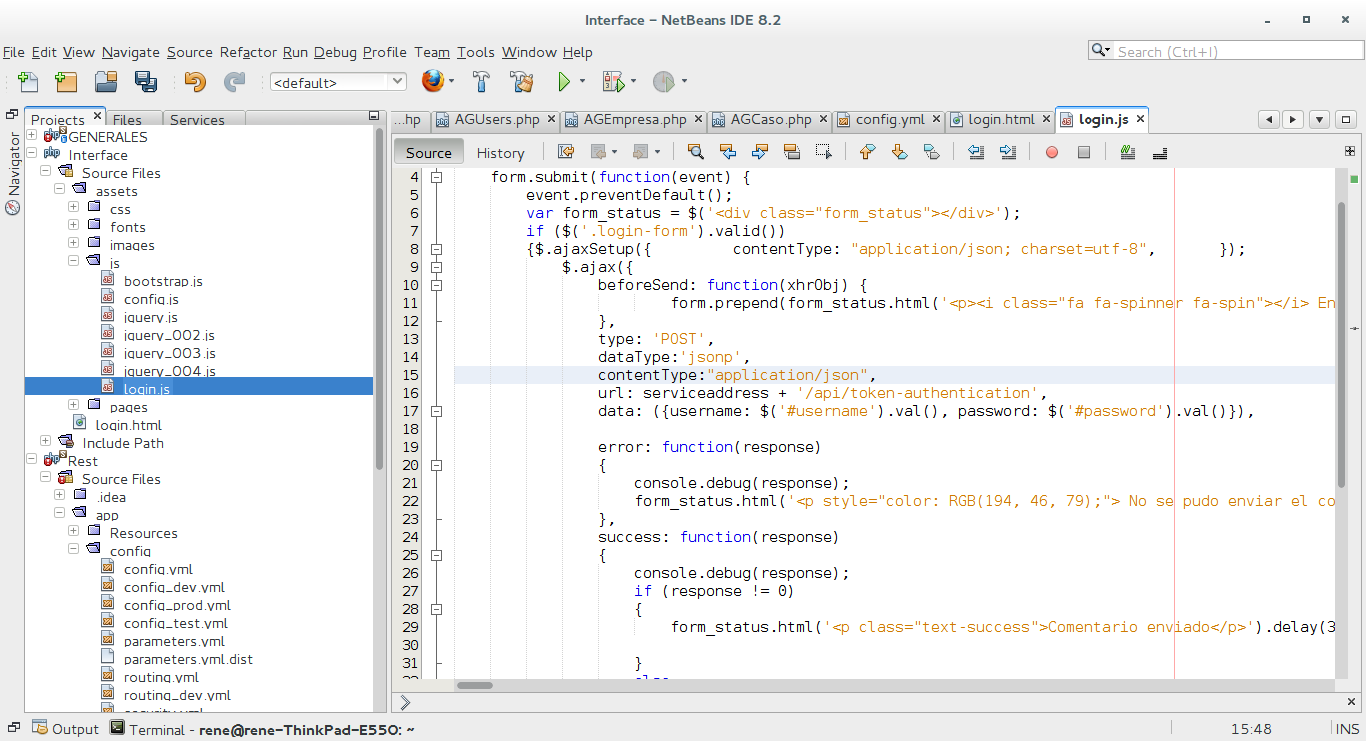 Interface – NetBeans IDE 8.2
File Edit View Navigate Source Refactor Run Debug Profile Team Tools Window Help
Search (Ctrl+I)
<default>
Projects Files Services
...hp AGUsers.php AGEmpresa.php AGCaso.php config.yml login.html login.js
Navigator
Source History
GENERALES
Interface
Source Files
assets
css
fonts
images
js
bootstrap.js
config.js
jquery.js
jquery_002.js
jquery_003.js
jquery_004.js
login.js
pages
login.html
Include Path
Rest
Source Files
.idea
app
Resources
config
config.yml
config_dev.yml
config_prod.yml
config_test.yml
parameters.yml
parameters.yml.dist
routing.yml
routing_dev.yml
security.yml
4 form.submit(function(event) {
5 event.preventDefault();
6 var form_status = $('<div class="form_status"></div>');
7 if ($('.login-form').valid())
8 {$.ajaxSetup({ contentType: "application/json; charset=utf-8", });
9 $.ajax({
10 beforeSend: function(xhrObj) {
11 form.prepend(form_status.html('<p><i class="fa fa-spinner fa-spin"></i> En
12 },
13 type: 'POST',
14 dataType:'jsonp',
15 contentType:"application/json",
16 url: serviceaddress + '/api/token-authentication',
17 data: ({username: $('#username').val(), password: $('#password').val()}),
18
19 error: function(response)
20 {
21 console.debug(response);
22 form_status.html('<p style="color: RGB(194, 46, 79);"> No se pudo enviar el co
23 },
24 success: function(response)
25 {
26 console.debug(response);
27 if (response != 0)
28 {
29 form_status.html('<p class="text-success">Comentario enviado</p>').delay(3
30
31 }
32 else
Output Terminal - rene@rene-ThinkPad-E550: ~
15:48 INS